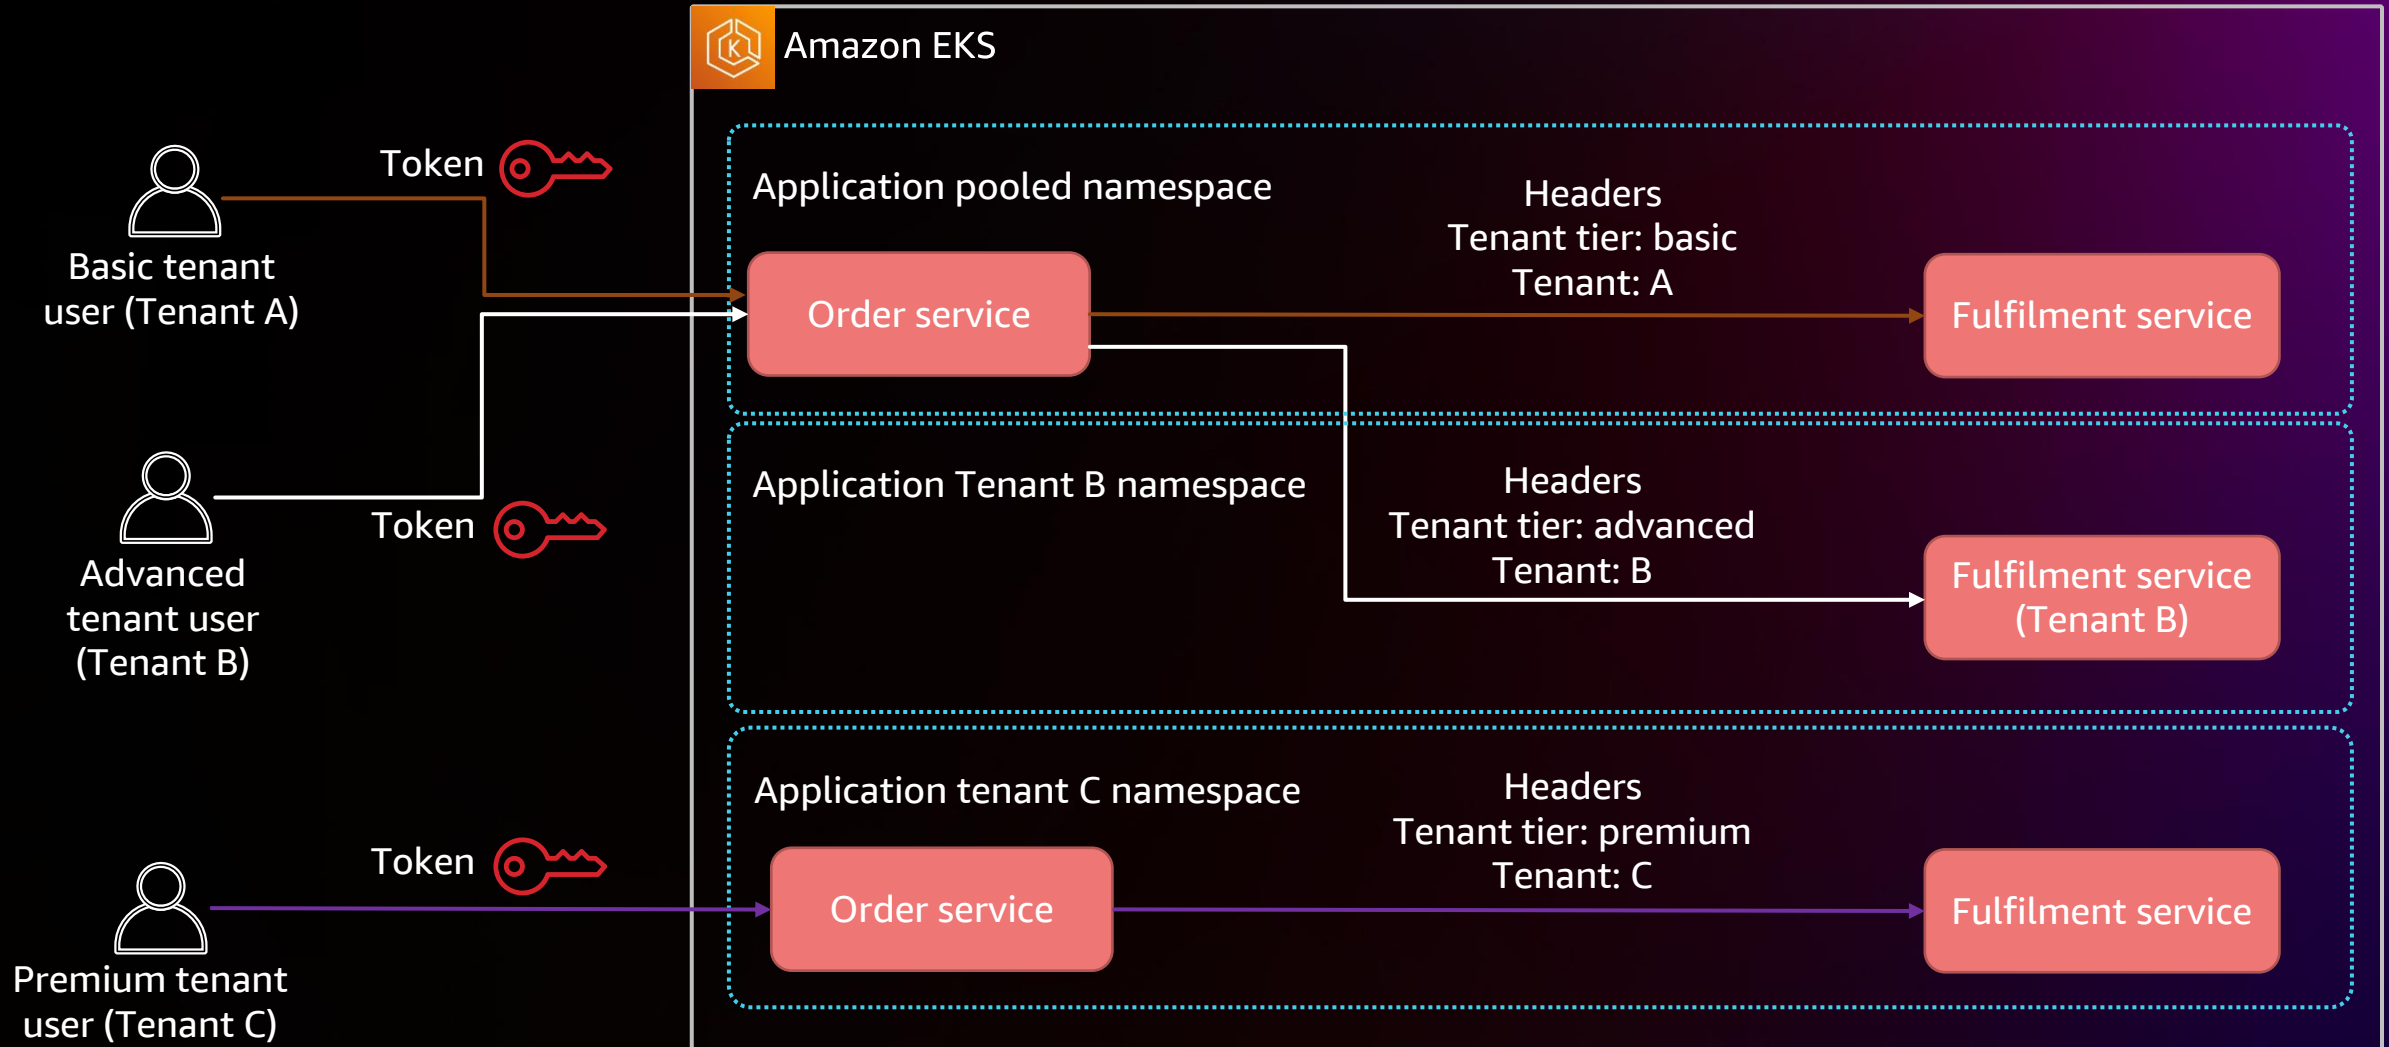 Amazon EKS
Token
Basic tenant
user (Tenant A)
Application pooled namespace
Order service
Headers
Tenant tier: basic
Tenant: A
Fulfilment service
Token
Advanced
tenant user
(Tenant B)
Application Tenant B namespace
Headers
Tenant tier: advanced
Tenant: B
Fulfilment service
(Tenant B)
Token
Premium tenant
user (Tenant C)
Application tenant C namespace
Order service
Headers
Tenant tier: premium
Tenant: C
Fulfilment service